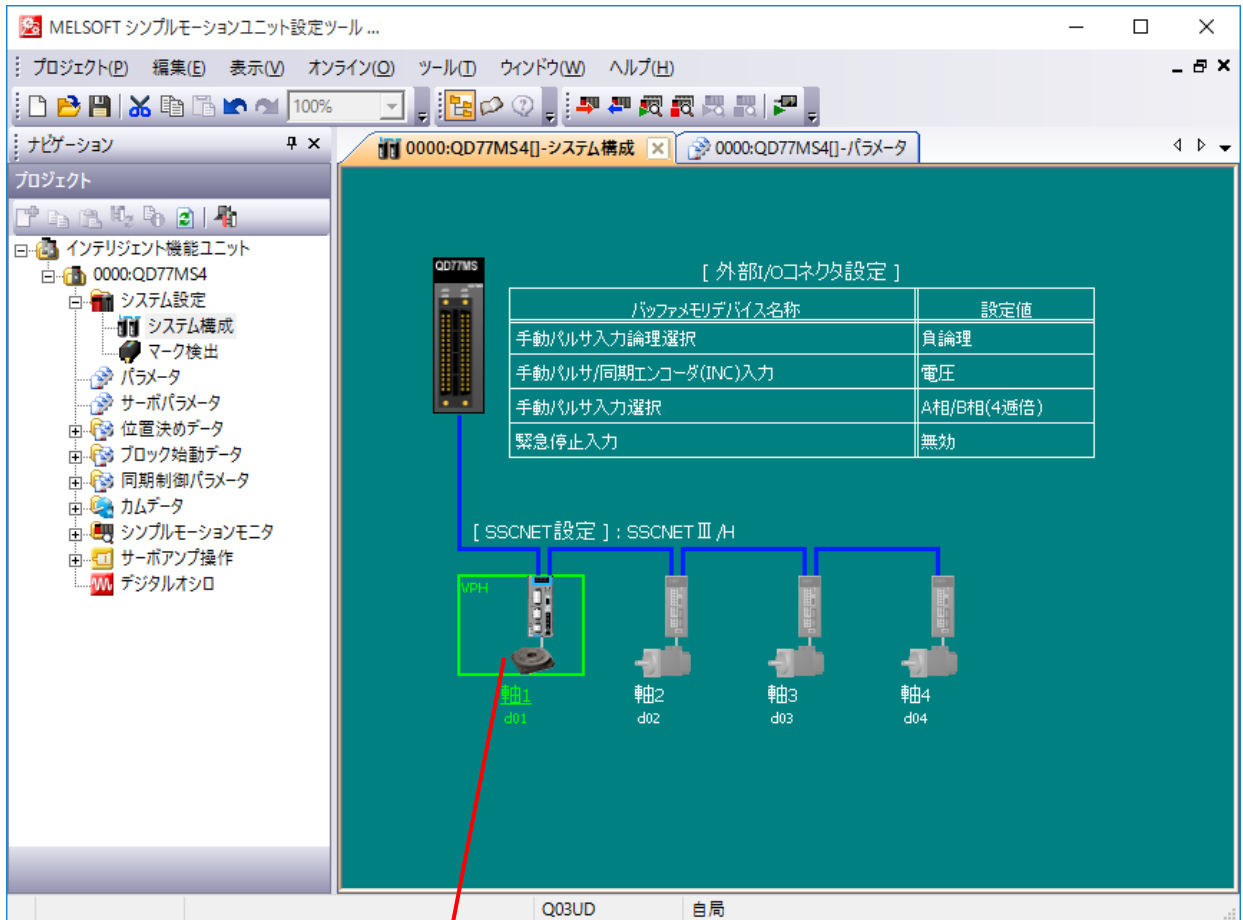 MELSOFT シンプルモーションユニット設定ツール ...
プロジェクト(P) 編集(E) 表示(V) オンライン(O) ツール(T) ウィンドウ(W) ヘルプ(H)
100%
ナビゲーション
0000:QD77MS4[]-システム構成
0000:QD77MS4[]-パラメータ
プロジェクト
インテリジェント機能ユニット
0000:QD77MS4
システム設定
システム構成
マーク検出
パラメータ
サーボパラメータ
位置決めデータ
ブロック始動データ
同期制御パラメータ
カムデータ
シンプルモーションモニタ
サーボアンプ操作
デジタルオシロ
QD77MS
[ 外部I/Oコネクタ設定 ]
バッファメモリデバイス名称 設定値
手動パルサ入力論理選択 負論理
手動パルサ/同期エンコーダ(INC)入力 電圧
手動パルサ入力選択 A相/B相(4逓倍)
緊急停止入力 無効
[ SSCNET設定 ] : SSCNETⅢ/H
VPH
軸1 軸2 軸3 軸4
d01 d02 d03 d04
Q03UD 自局